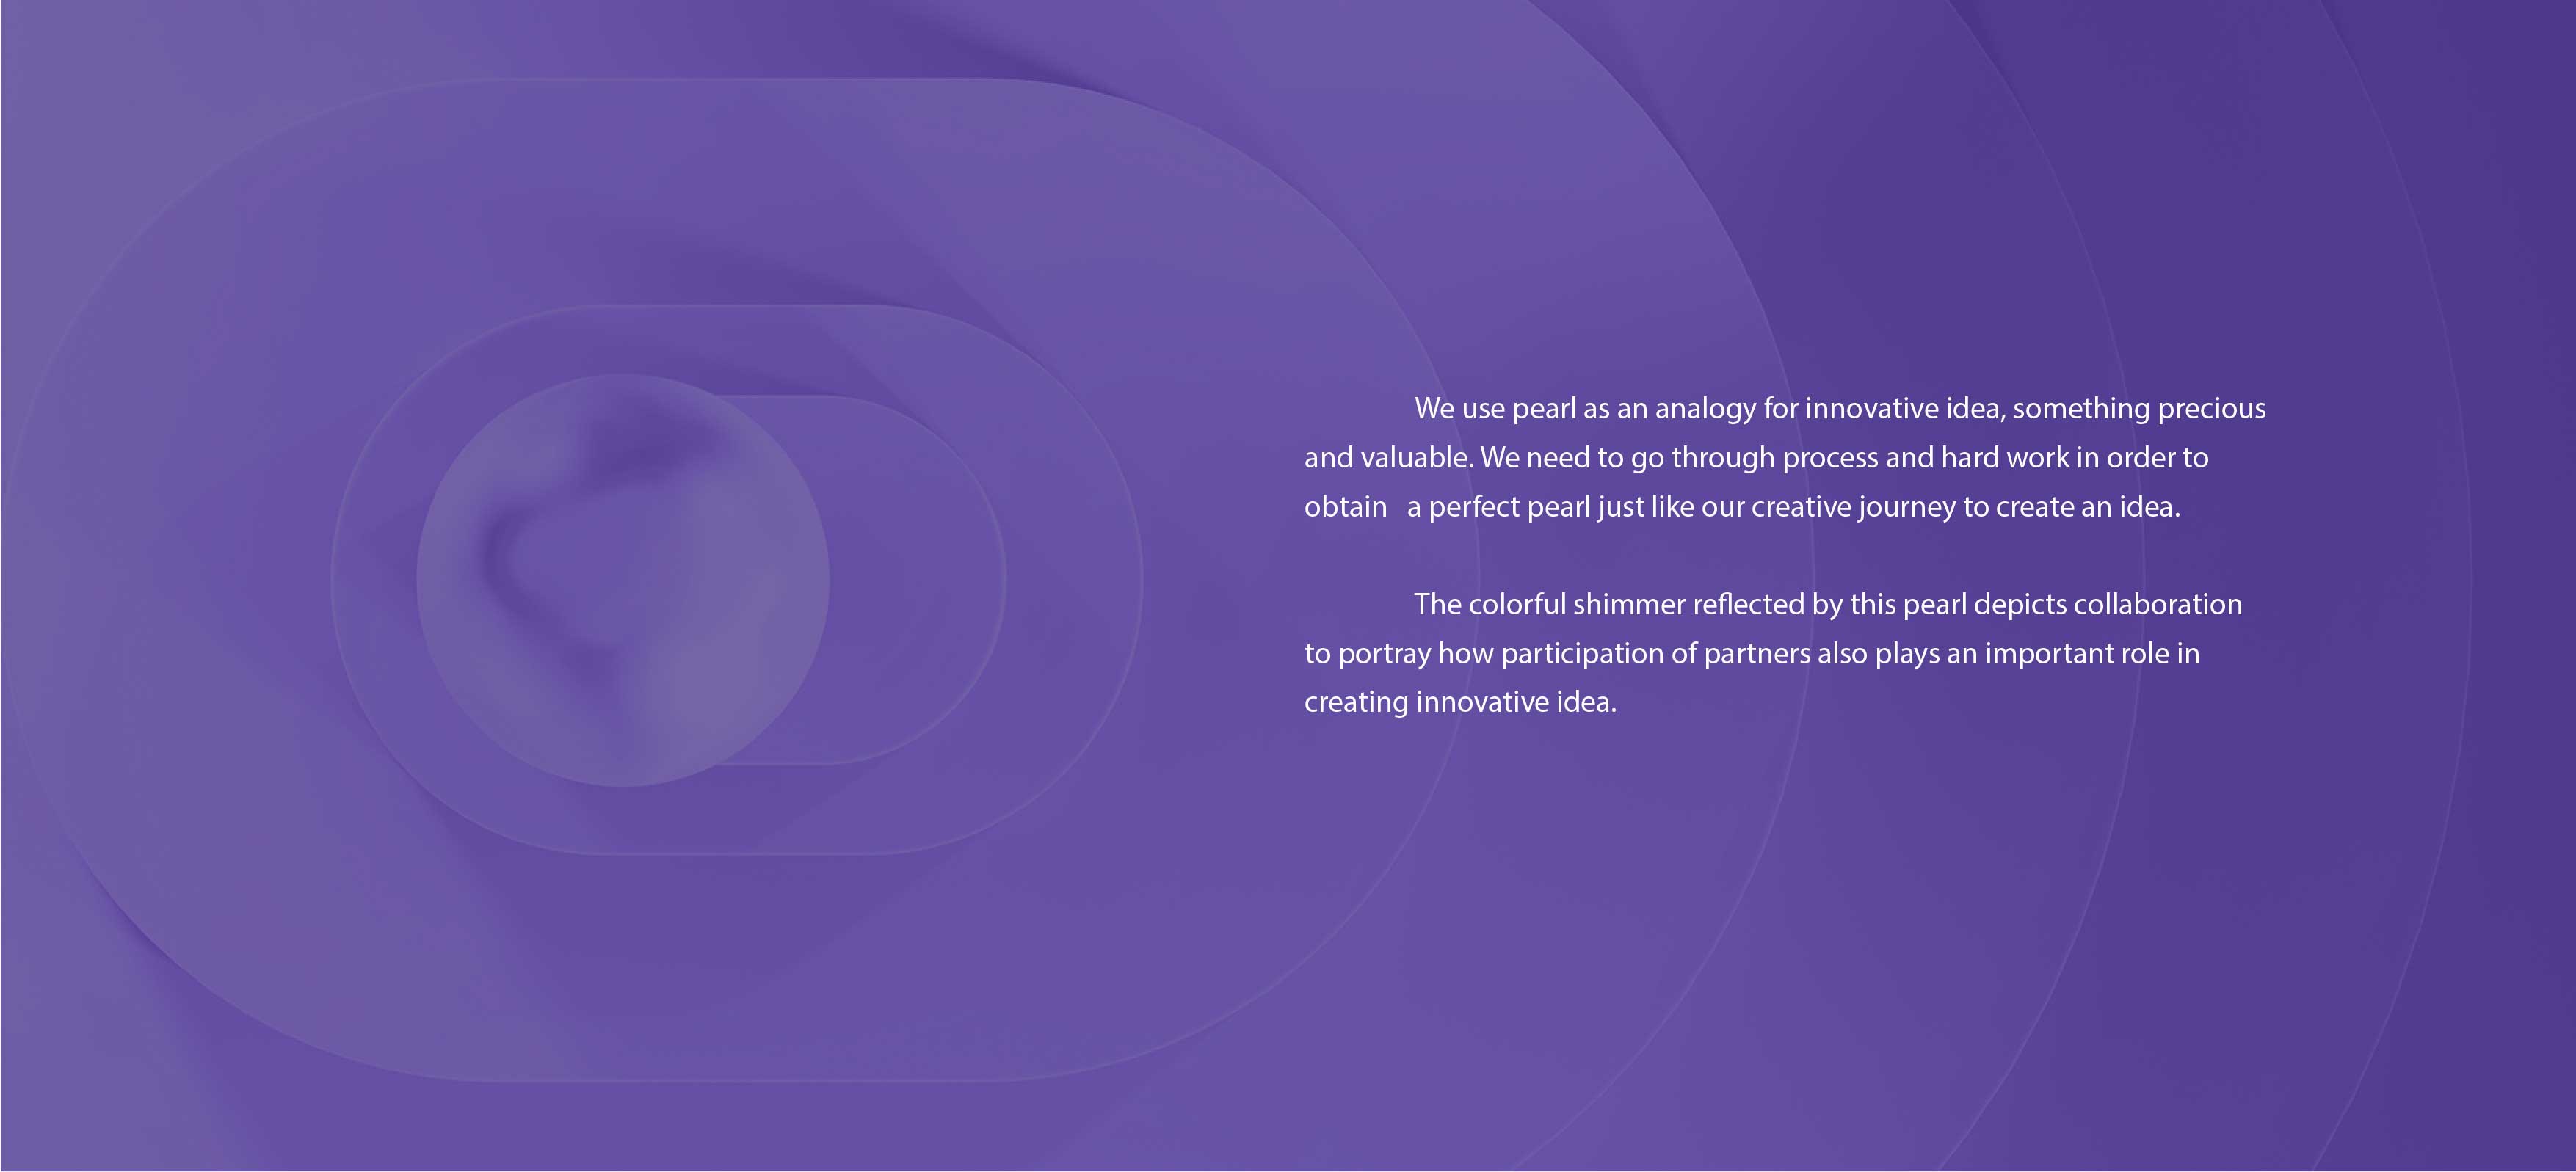 We use pearl as an analogy for innovative idea, something precious
and valuable. We need to go through process and hard work in order to
obtain   a perfect pearl just like our creative journey to create an idea.
The colorful shimmer reflected by this pearl depicts collaboration
to portray how participation of partners also plays an important role in
creating innovative idea.